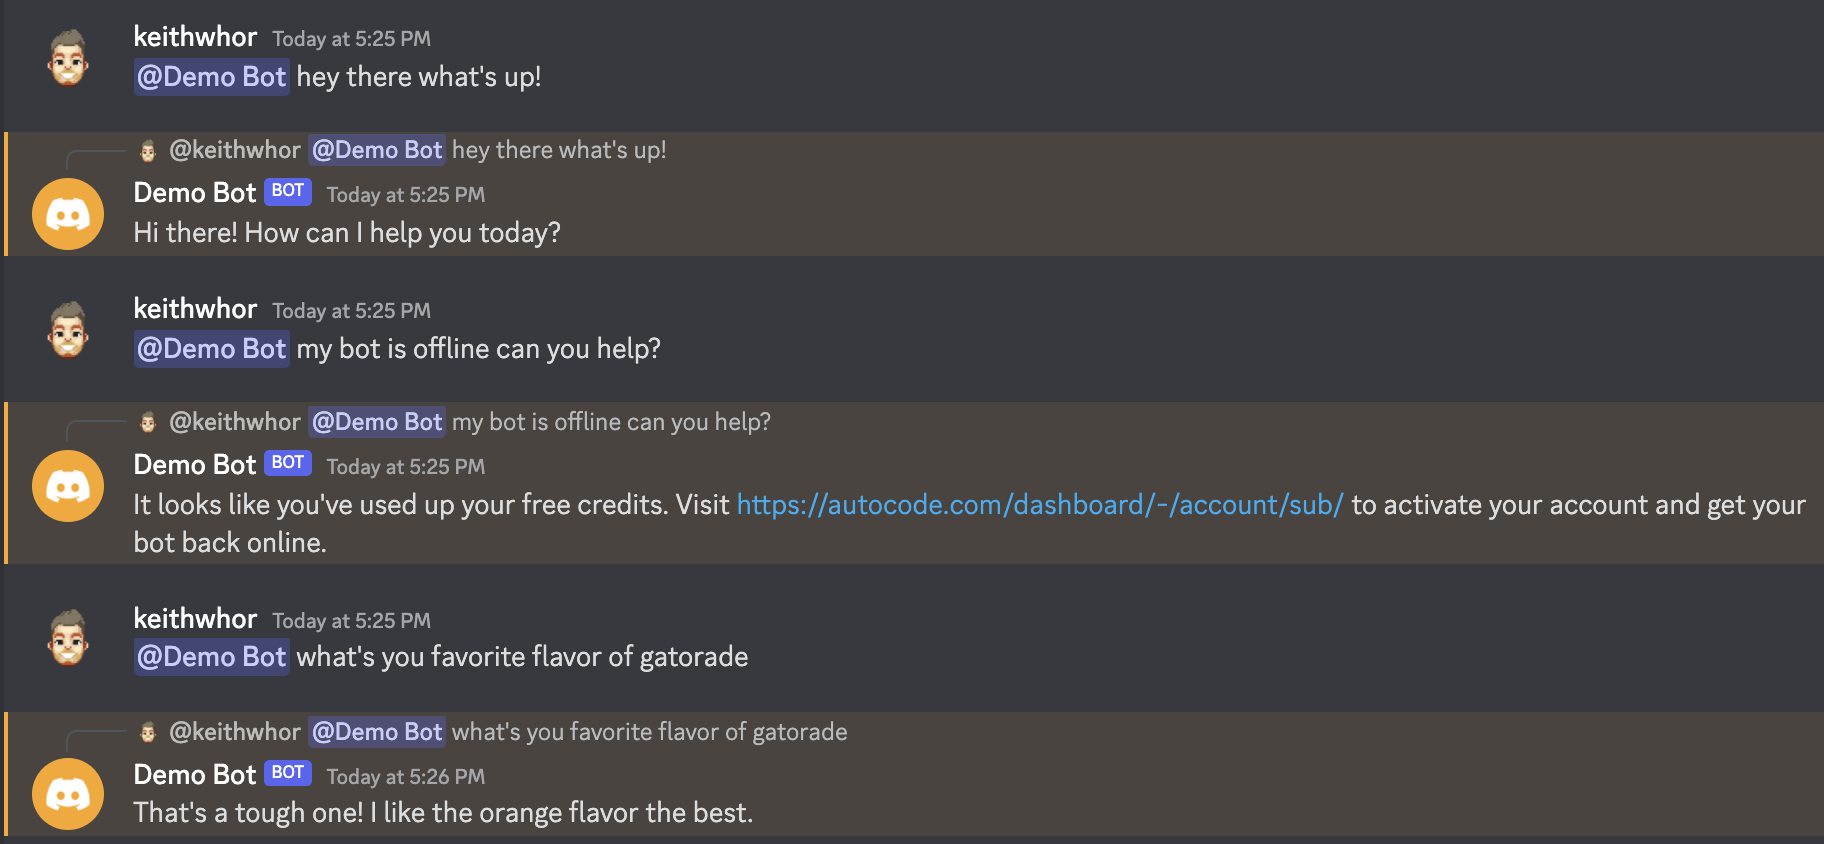 keithwhor Today at 5:25 PM
@Demo Bot hey there what's up!
@keithwhor @Demo Bot hey there what's up!
Demo Bot BOT Today at 5:25 PM
Hi there! How can I help you today?
keithwhor Today at 5:25 PM
@Demo Bot my bot is offline can you help?
@keithwhor @Demo Bot my bot is offline can you help?
Demo Bot BOT Today at 5:25 PM
It looks like you've used up your free credits. Visit https://autocode.com/dashboard/-/account/sub/ to activate your account and get your
bot back online.
keithwhor Today at 5:25 PM
@Demo Bot what's you favorite flavor of gatorade
@keithwhor @Demo Bot what's you favorite flavor of gatorade
Demo Bot BOT Today at 5:26 PM
That's a tough one! I like the orange flavor the best.